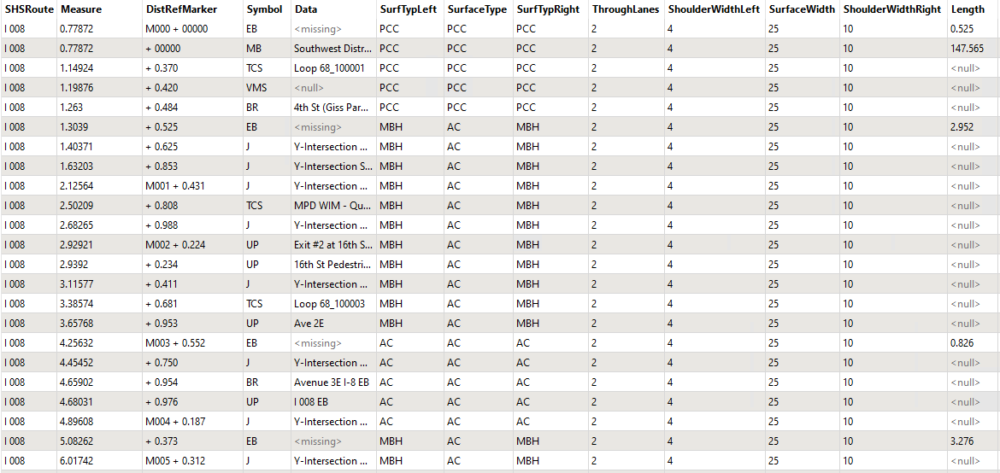 SHSRoute Measure DistRefMarker Symbol Data SurfTypLeft SurfaceType SurfTypRight ThroughLanes ShoulderWidthLeft SurfaceWidth ShoulderWidthRight Length
I 008 0.77872 M000 + 00000 EB <missing> PCC PCC PCC 2 4 25 10 0.525
I 008 0.77872 + 00000 MB Southwest Distr... PCC PCC PCC 2 4 25 10 147.565
I 008 1.14924 + 0.370 TCS Loop 68_100001 PCC PCC PCC 2 4 25 10 <null>
I 008 1.19876 + 0.420 VMS <null> PCC PCC PCC 2 4 25 10 <null>
I 008 1.263 + 0.484 BR 4th St (Giss Par... PCC PCC PCC 2 4 25 10 <null>
I 008 1.3039 + 0.525 EB <missing> MBH AC MBH 2 4 25 10 2.952
I 008 1.40371 + 0.625 J Y-Intersection ... MBH AC MBH 2 4 25 10 <null>
I 008 1.63203 + 0.853 J Y-Intersection S... MBH AC MBH 2 4 25 10 <null>
I 008 2.12564 M001 + 0.431 J Y-Intersection ... MBH AC MBH 2 4 25 10 <null>
I 008 2.50209 + 0.808 TCS MPD WIM - Qu... MBH AC MBH 2 4 25 10 <null>
I 008 2.68265 + 0.988 J Y-Intersection ... MBH AC MBH 2 4 25 10 <null>
I 008 2.92921 M002 + 0.224 UP Exit #2 at 16th S... MBH AC MBH 2 4 25 10 <null>
I 008 2.9392 + 0.234 UP 16th St Pedestri... MBH AC MBH 2 4 25 10 <null>
I 008 3.11577 + 0.411 J Y-Intersection ... MBH AC MBH 2 4 25 10 <null>
I 008 3.38574 + 0.681 TCS Loop 68_100003 MBH AC MBH 2 4 25 10 <null>
I 008 3.65768 + 0.953 UP Ave 2E MBH AC MBH 2 4 25 10 <null>
I 008 4.25632 M003 + 0.552 EB <missing> AC AC AC 2 4 25 10 0.826
I 008 4.45452 + 0.750 J Y-Intersection ... AC AC AC 2 4 25 10 <null>
I 008 4.65902 + 0.954 BR Avenue 3E I-8 EB AC AC AC 2 4 25 10 <null>
I 008 4.68031 + 0.976 UP I 008 EB AC AC AC 2 4 25 10 <null>
I 008 4.89608 M004 + 0.187 J Y-Intersection ... AC AC AC 2 4 25 10 <null>
I 008 5.08262 + 0.373 EB <missing> MBH AC MBH 2 4 25 10 3.276
I 008 6.01742 M005 + 0.312 J Y-Intersection ... MBH AC MBH 2 4 25 10 <null>